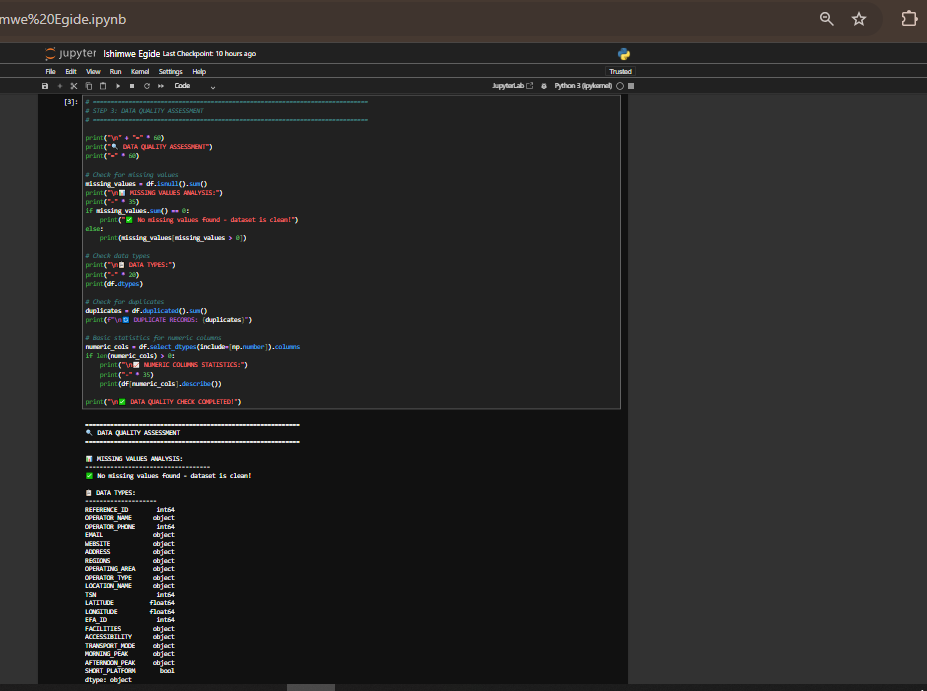 mwe%20Egide.ipynb
jupyter Ishimwe Egide Last Checkpoint: 10 hours ago
File Edit View Run Kernel Settings Help Trusted
Code JupyterLab Python 3 (ipykernel)
[3]: # ==============================================================================
# STEP 3: DATA QUALITY ASSESSMENT
# ==============================================================================
print("\n" + "=" * 60)
print("🔍 DATA QUALITY ASSESSMENT")
print("=" * 60)
# Check for missing values
missing_values = df.isnull().sum()
print("\n📊 MISSING VALUES ANALYSIS:")
print("-" * 35)
if missing_values.sum() == 0:
print("✅ No missing values found - dataset is clean!")
else:
print(missing_values[missing_values > 0])
# Check data types
print("\n📋 DATA TYPES:")
print("-" * 20)
print(df.dtypes)
# Check for duplicates
duplicates = df.duplicated().sum()
print(f"\n🔄 DUPLICATE RECORDS: {duplicates}")
# Basic statistics for numeric columns
numeric_cols = df.select_dtypes(include=[np.number]).columns
if len(numeric_cols) > 0:
print("\n📈 NUMERIC COLUMNS STATISTICS:")
print("-" * 35)
print(df[numeric_cols].describe())
print("\n✅ DATA QUALITY CHECK COMPLETED!")
============================================================
🔍 DATA QUALITY ASSESSMENT
============================================================
📊 MISSING VALUES ANALYSIS:
-----------------------------------
✅ No missing values found - dataset is clean!
📋 DATA TYPES:
--------------------
REFERENCE_ID int64
OPERATOR_NAME object
OPERATOR_PHONE int64
EMAIL object
WEBSITE object
ADDRESS object
REGIONS object
OPERATING_AREA object
OPERATOR_TYPE object
LOCATION_NAME object
TSN int64
LATITUDE float64
LONGITUDE float64
EFA_ID int64
FACILITIES object
ACCESSIBILITY object
TRANSPORT_MODE object
MORNING_PEAK object
AFTERNOON_PEAK object
SHORT_PLATFORM bool
dtype: object